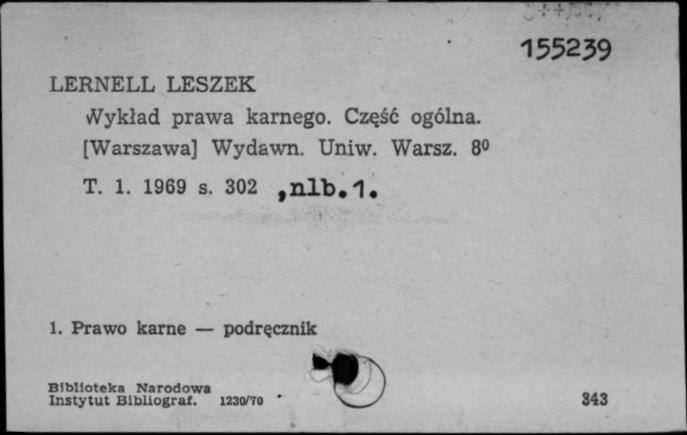 155239
LERNELL LESZEK
Wykład prawa karnego. Część ogólna.
[Warszawa] Wydawn. Uniw. Warsz. 8⁰
T. 1. 1969 s. 302 ,nlb.1.
1. Prawo karne — podręcznik
Biblioteka Narodowa
Instytut Bibliograf. 1230/70
343